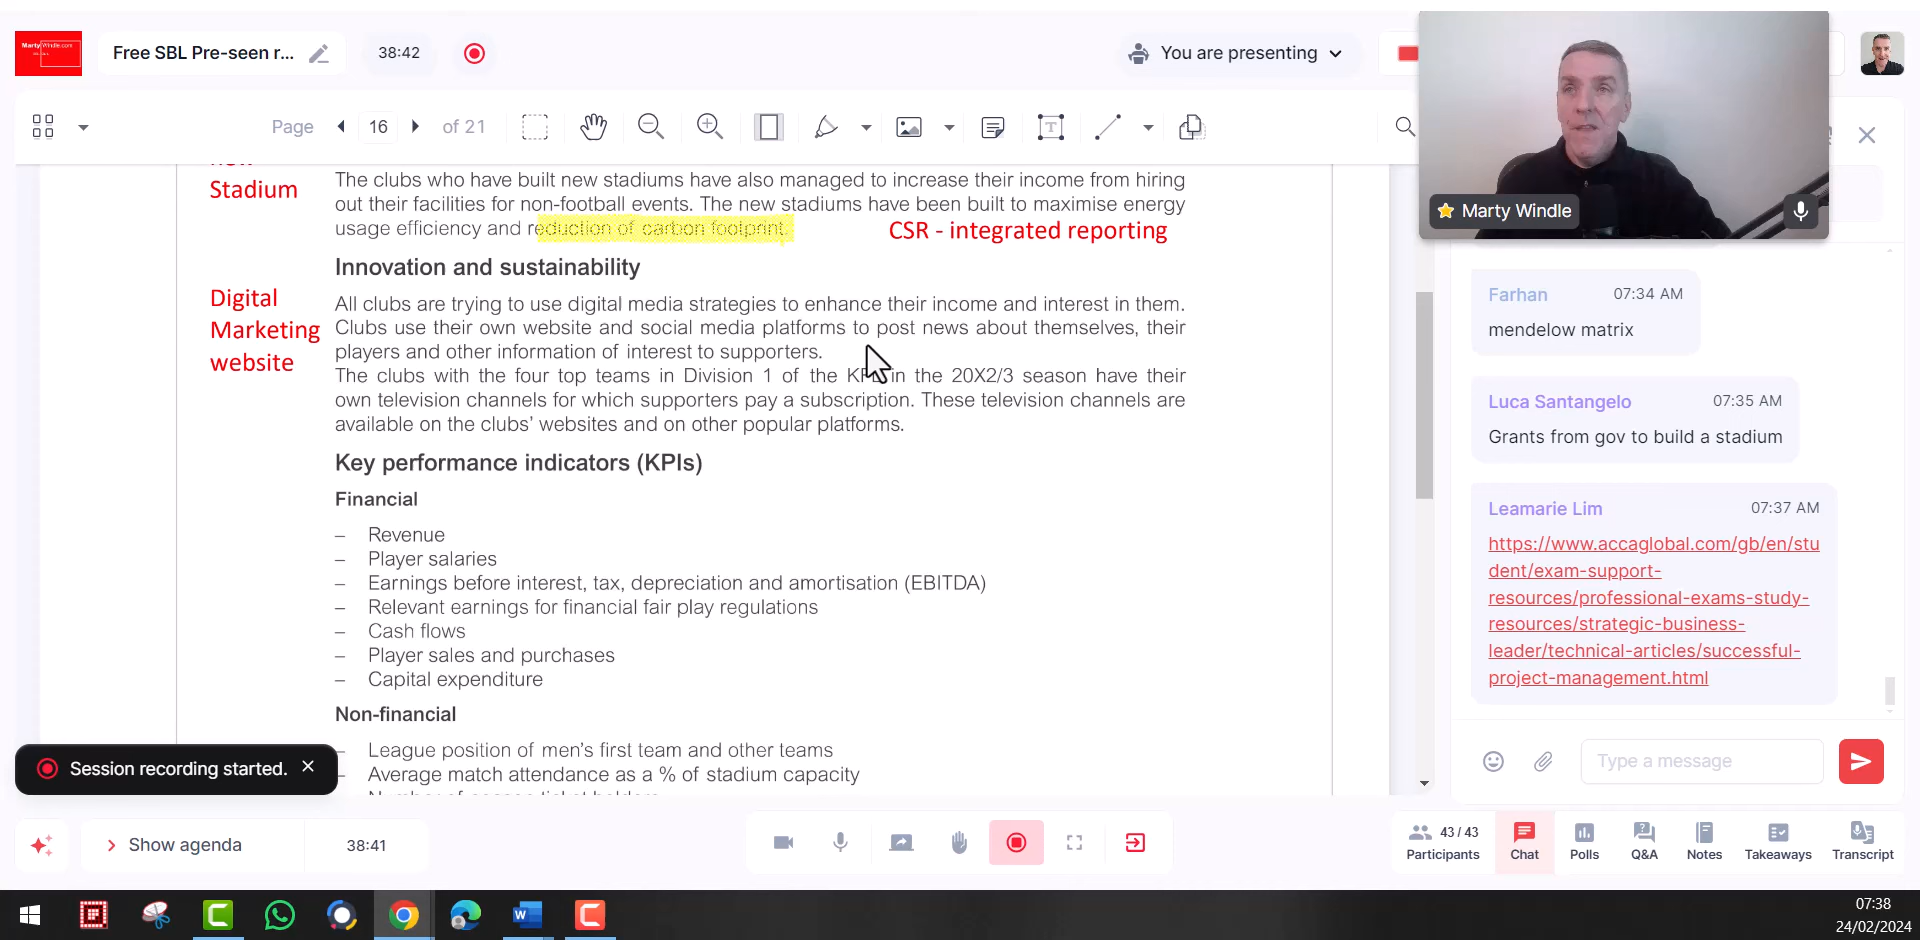 MartyWindle.com
Free SBL Pre-seen r...
38:42
You are presenting
Page
16
of 21
Marty Windle
Stadium
The clubs who have built new stadiums have also managed to increase their income from hiring
out their facilities for non-football events. The new stadiums have been built to maximise energy
usage efficiency and reduction of carbon footprint.
CSR - integrated reporting
Innovation and sustainability
Digital
Marketing
website
All clubs are trying to use digital media strategies to enhance their income and interest in them.
Clubs use their own website and social media platforms to post news about themselves, their
players and other information of interest to supporters.
The clubs with the four top teams in Division 1 of the in the 20X2/3 season have their
own television channels for which supporters pay a subscription. These television channels are
available on the clubs' websites and on other popular platforms.
Key performance indicators (KPIs)
Financial
– Revenue
– Player salaries
– Earnings before interest, tax, depreciation and amortisation (EBITDA)
– Relevant earnings for financial fair play regulations
– Cash flows
– Player sales and purchases
– Capital expenditure
Non-financial
– League position of men's first team and other teams
– Average match attendance as a % of stadium capacity
Farhan
07:34 AM
mendelow matrix
Luca Santangelo
07:35 AM
Grants from gov to build a stadium
Leamarie Lim
07:37 AM
https://www.accaglobal.com/gb/en/stu
dent/exam-support-
resources/professional-exams-study-
resources/strategic-business-
leader/technical-articles/successful-
project-management.html
Type a message
Session recording started.
Show agenda
38:41
43 / 43
Participants
Chat
Polls
Q&A
Notes
Takeaways
Transcript
07:38
24/02/2024